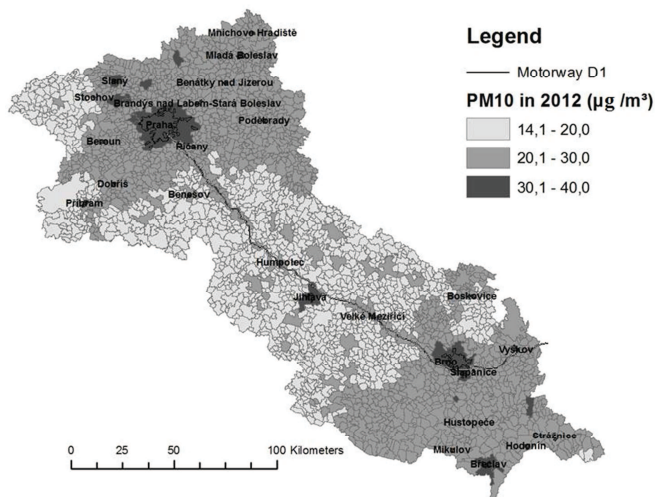 Mnichovo Hradiště
Mladá Boleslav
Slaný
Benátky nad Jizerou
Stochov
Brandýs nad Labem-Stará Boleslav
Praha
Poděbrady
Beroun
Říčany
Dobříš
Benešov
Příbram
Humpolec
Jihlava
Velké Meziříčí
Boskovice
Vyškov
Brno
Šlapanice
Hustopeče
Strážnice
Mikulov
Hodonín
Břeclav
0 25 50 100 Kilometers
Legend
Motorway D1
PM10 in 2012 (µg /m³)
14,1 - 20,0
20,1 - 30,0
30,1 - 40,0